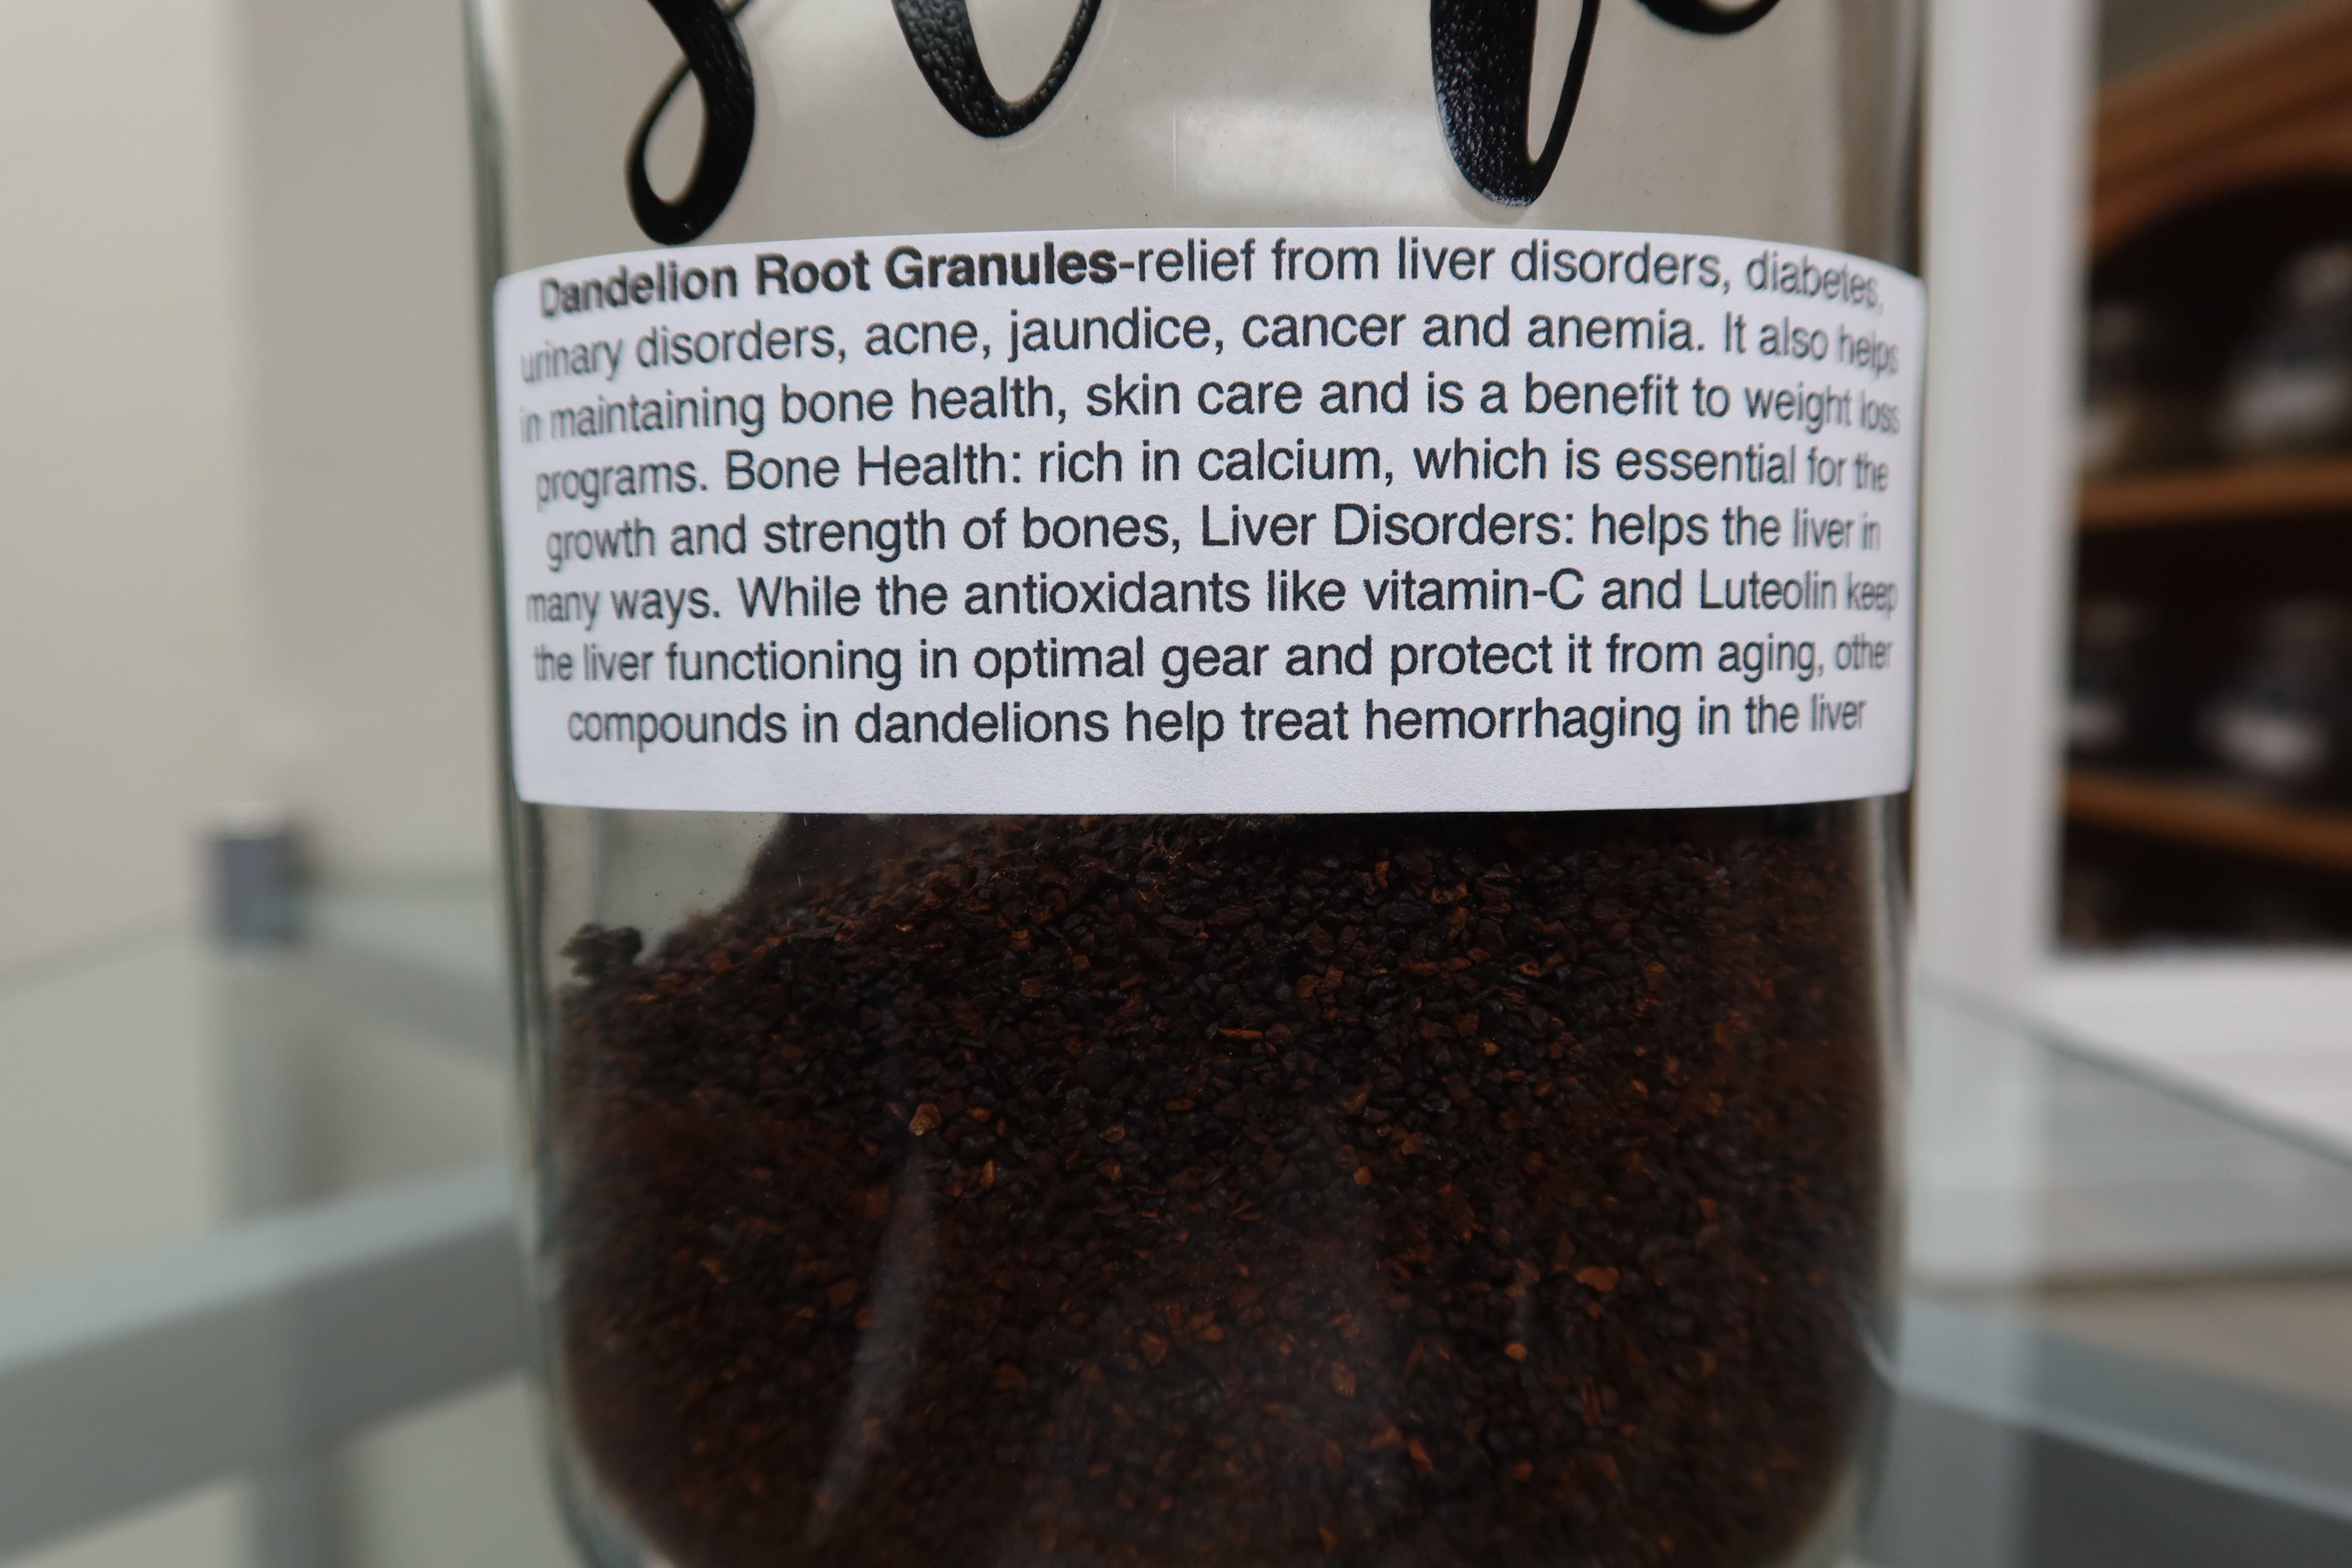 Dandelion Root Granules-relief from liver disorders, diabetes,
urinary disorders, acne, jaundice, cancer and anemia. It also helps
in maintaining bone health, skin care and is a benefit to weight loss
programs. Bone Health: rich in calcium, which is essential for the
growth and strength of bones, Liver Disorders: helps the liver in
many ways. While the antioxidants like vitamin-C and Luteolin keep
the liver functioning in optimal gear and protect it from aging, other
compounds in dandelions help treat hemorrhaging in the liver